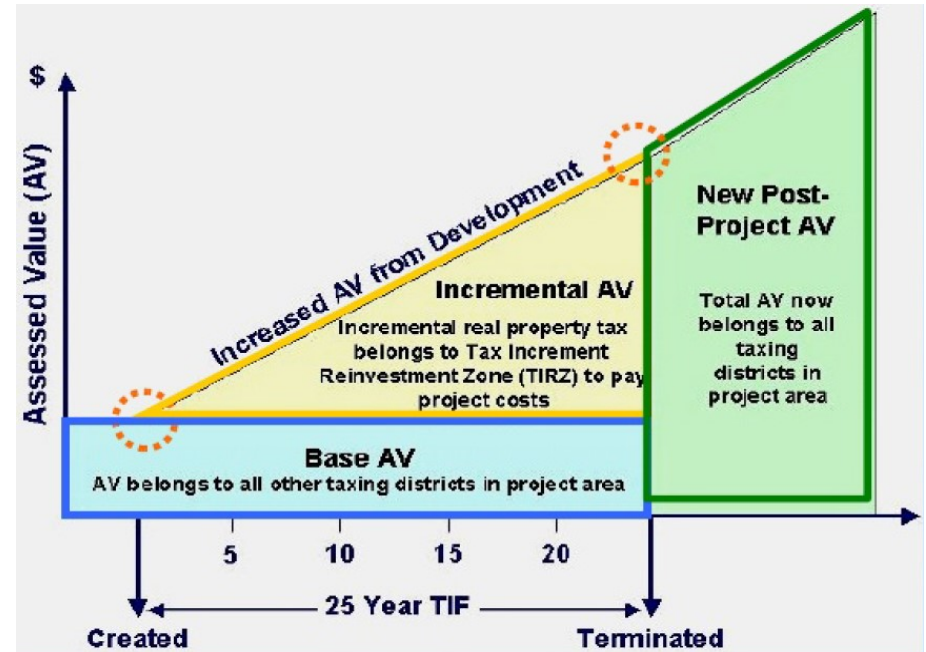 $
Assessed Value (AV)
Increased AV from Development
Incremental AV
Incremental real property tax
belongs to Tax Increment
Reinvestment Zone (TIRZ) to pay
project costs
New Post-
Project AV
Total AV now
belongs to all
taxing
districts in
project area
Base AV
AV belongs to all other taxing districts in project area
5
10
15
20
25 Year TIF
Created
Terminated